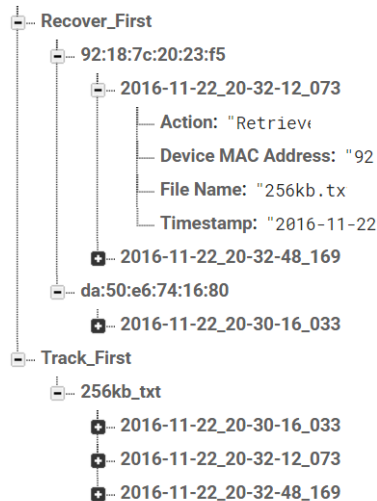 Recover_First
92:18:7c:20:23:f5
2016-11-22_20-32-12_073
Action: "Retrieve
Device MAC Address: "92
File Name: "256kb.tx
Timestamp: "2016-11-22
2016-11-22_20-32-48_169
da:50:e6:74:16:80
2016-11-22_20-30-16_033
Track_First
256kb_txt
2016-11-22_20-30-16_033
2016-11-22_20-32-12_073
2016-11-22_20-32-48_169